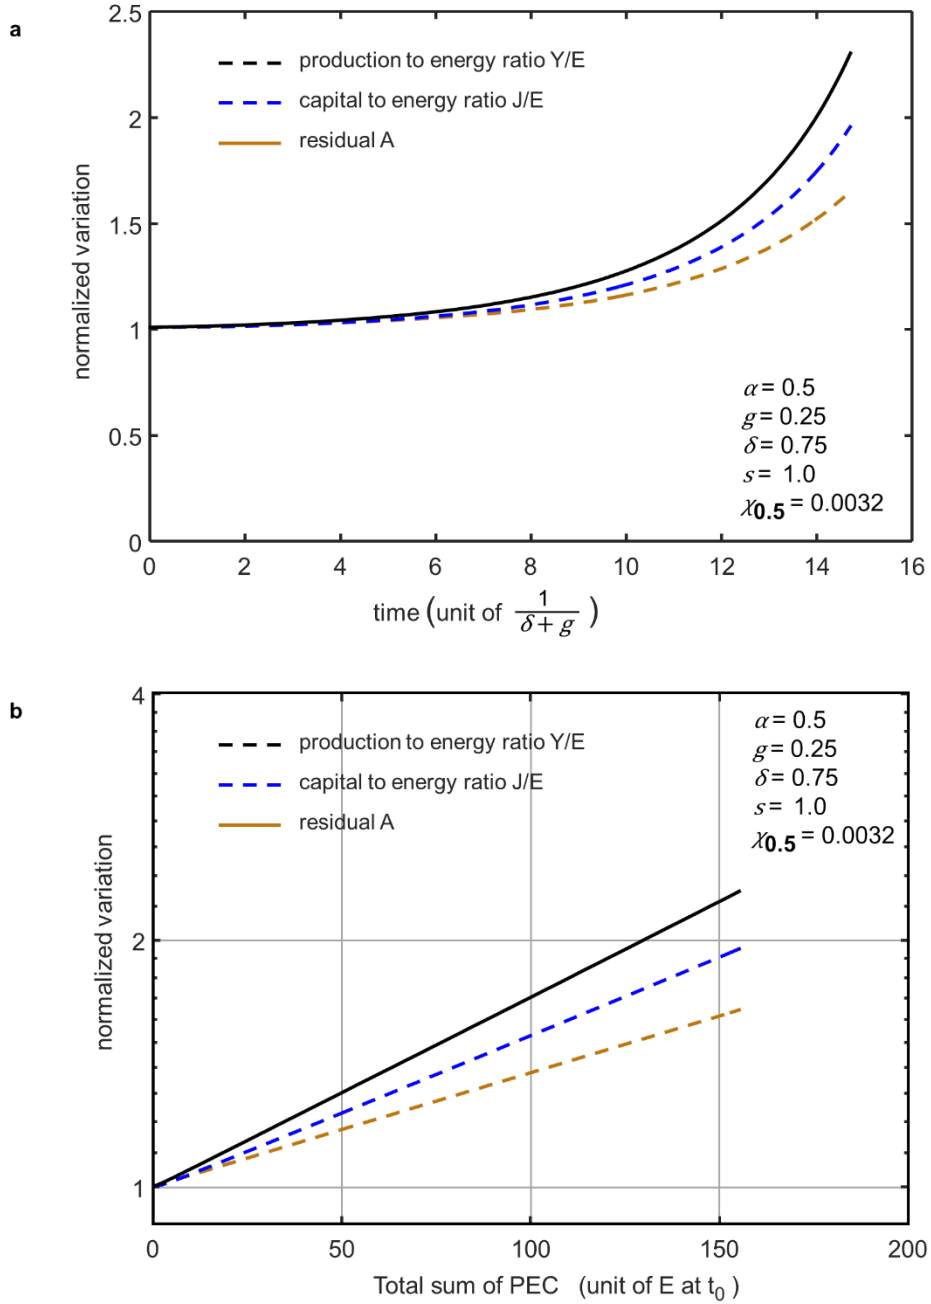 a
2.5
2
1.5
1
0.5
0
normalized variation
production to energy ratio Y/E
capital to energy ratio J/E
residual A
α = 0.5
g = 0.25
δ = 0.75
s = 1.0
χ0.5 = 0.0032
0 2 4 6 8 10 12 14 16
time (unit of 1/(δ + g))
b
4
2
1
normalized variation
production to energy ratio Y/E
capital to energy ratio J/E
residual A
α = 0.5
g = 0.25
δ = 0.75
s = 1.0
χ0.5 = 0.0032
0 50 100 150 200
Total sum of PEC (unit of E at t0 )